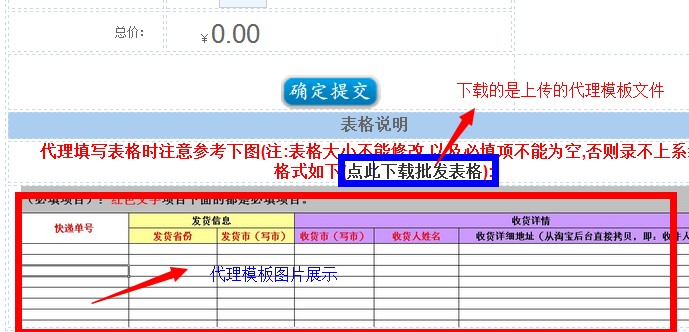 总价：
¥0.00
确定提交
下载的是上传的代理模板文件
表格说明
代理填写表格时注意参考下图(注:表格大小不能修改,以及必填项不能为空,否则录不上系
格式如下 点此下载批发表格):
(必填项目)：红色文字项目下面的都是必填项目。
快递单号 发货信息 收货详情
发货省份 发货市（写市） 收货市（写市） 收货人姓名 收货详细地址（从淘宝后台直接拷贝，即：收件人
代理模板图片展示